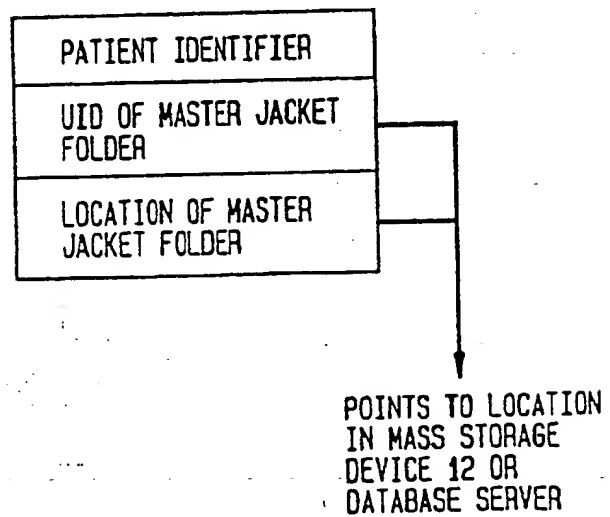 PATIENT IDENTIFIER
UID OF MASTER JACKET
FOLDER
LOCATION OF MASTER
JACKET FOLDER
POINTS TO LOCATION
IN MASS STORAGE
DEVICE 12 OR
DATABASE SERVER